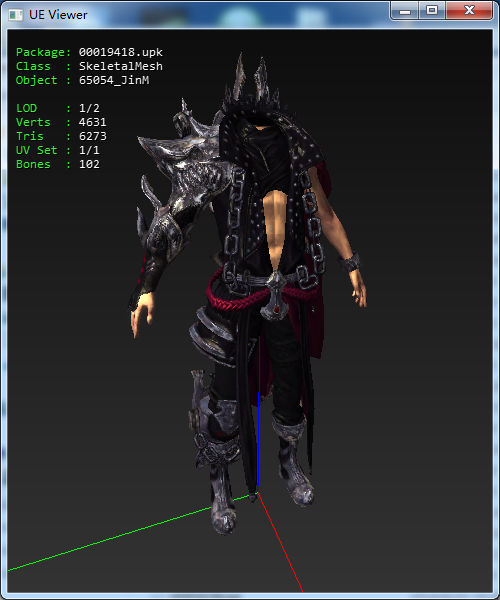 UE Viewer
Package: 00019418.upk
Class : SkeletalMesh
Object : 65054_JinM
LOD : 1/2
Verts : 4631
Tris : 6273
UV Set : 1/1
Bones : 102